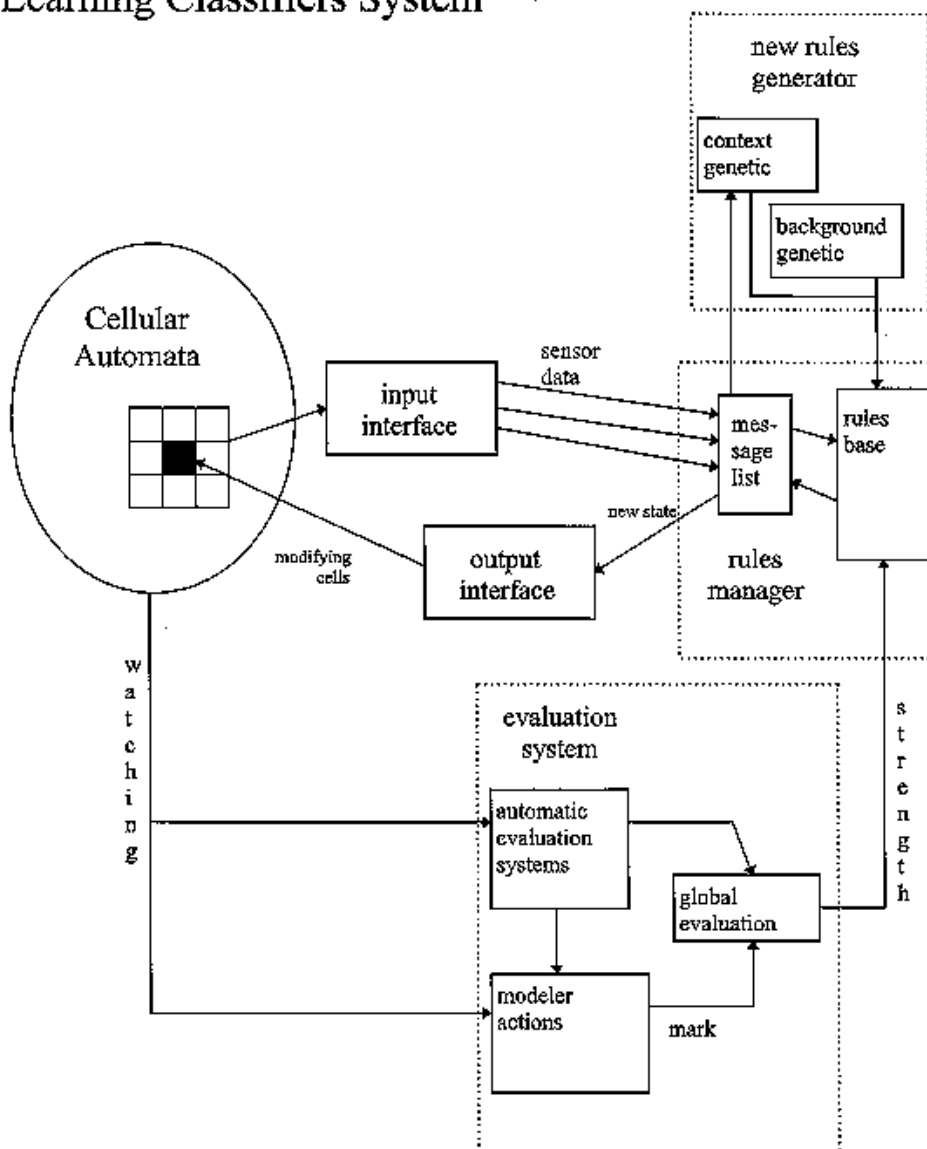 Learning Classifiers System
new rules
generator
context
genetic
background
genetic
Cellular
Automata
input
interface
sensor
data
mes-
sage
list
rules
base
new state
modifying
cells
output
interface
rules
manager
watching
evaluation
system
strength
automatic
evaluation
systems
global
evaluation
modeler
actions
mark